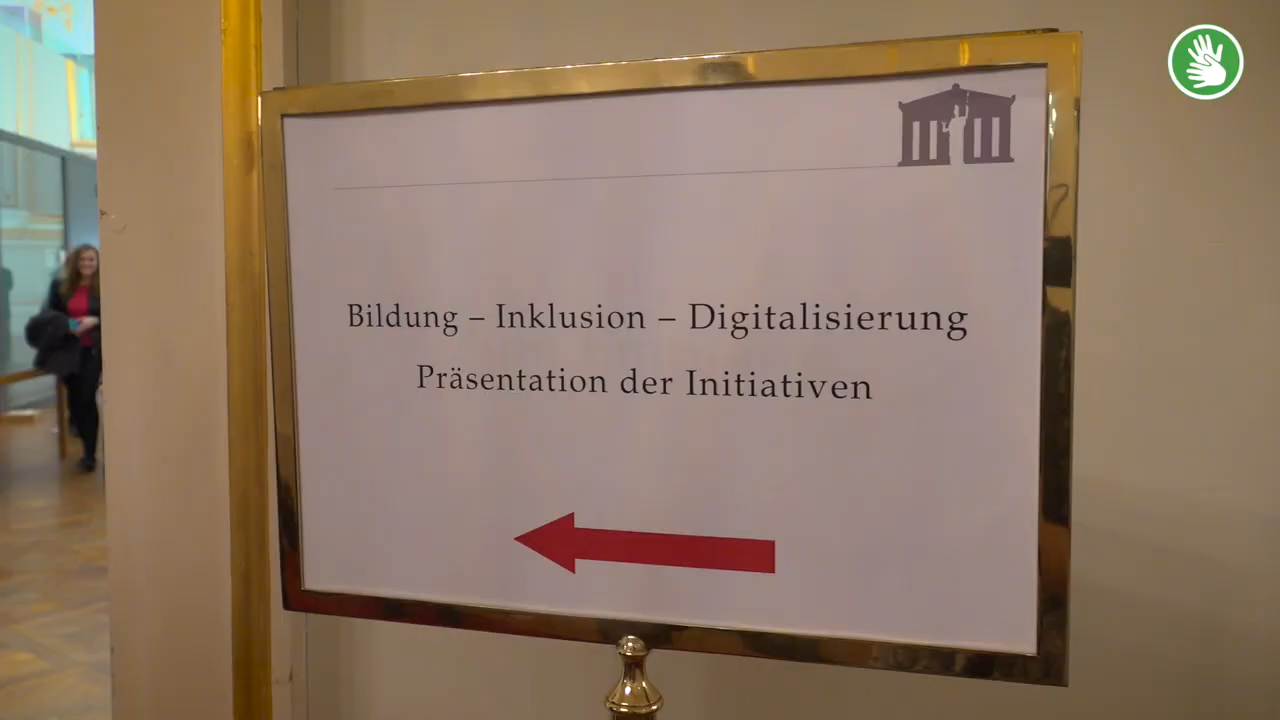 Bildung – Inklusion – Digitalisierung
Präsentation der Initiativen